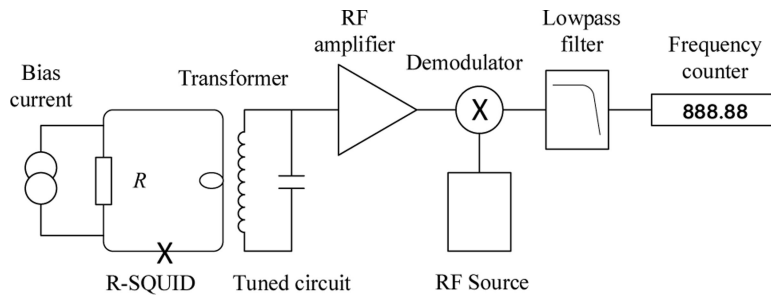 RF
amplifier
Lowpass
filter
Frequency
counter
Demodulator
Bias
current
Transformer
X
888.88
R
X
R-SQUID
Tuned circuit
RF Source